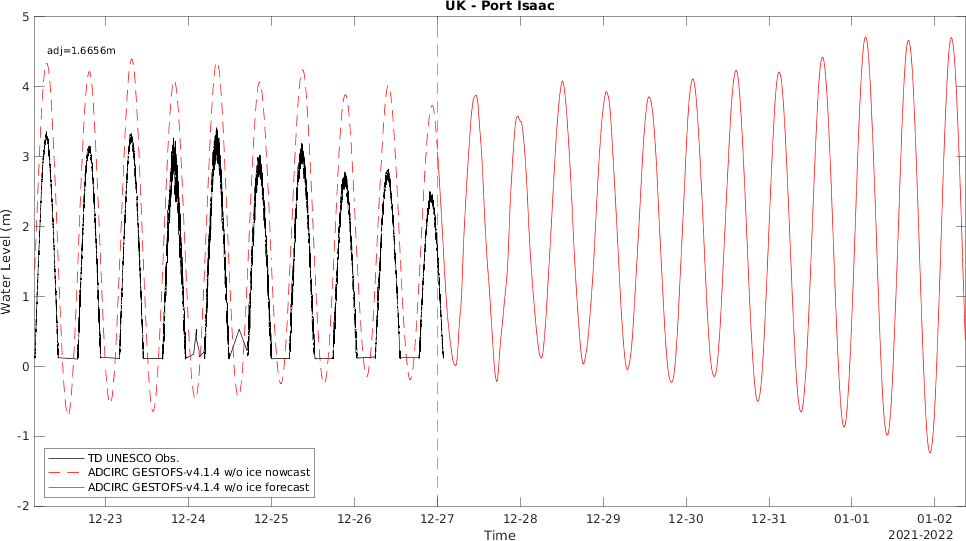 UK - Port Isaac
adj=1.6656m
5
4
3
2
1
0
-1
-2
Water Level (m)
TD UNESCO Obs.
ADCIRC GESTOFS-v4.1.4 w/o ice nowcast
ADCIRC GESTOFS-v4.1.4 w/o ice forecast
12-23 12-24 12-25 12-26 12-27 12-28 12-29 12-30 12-31 01-01 01-02
Time
2021-2022